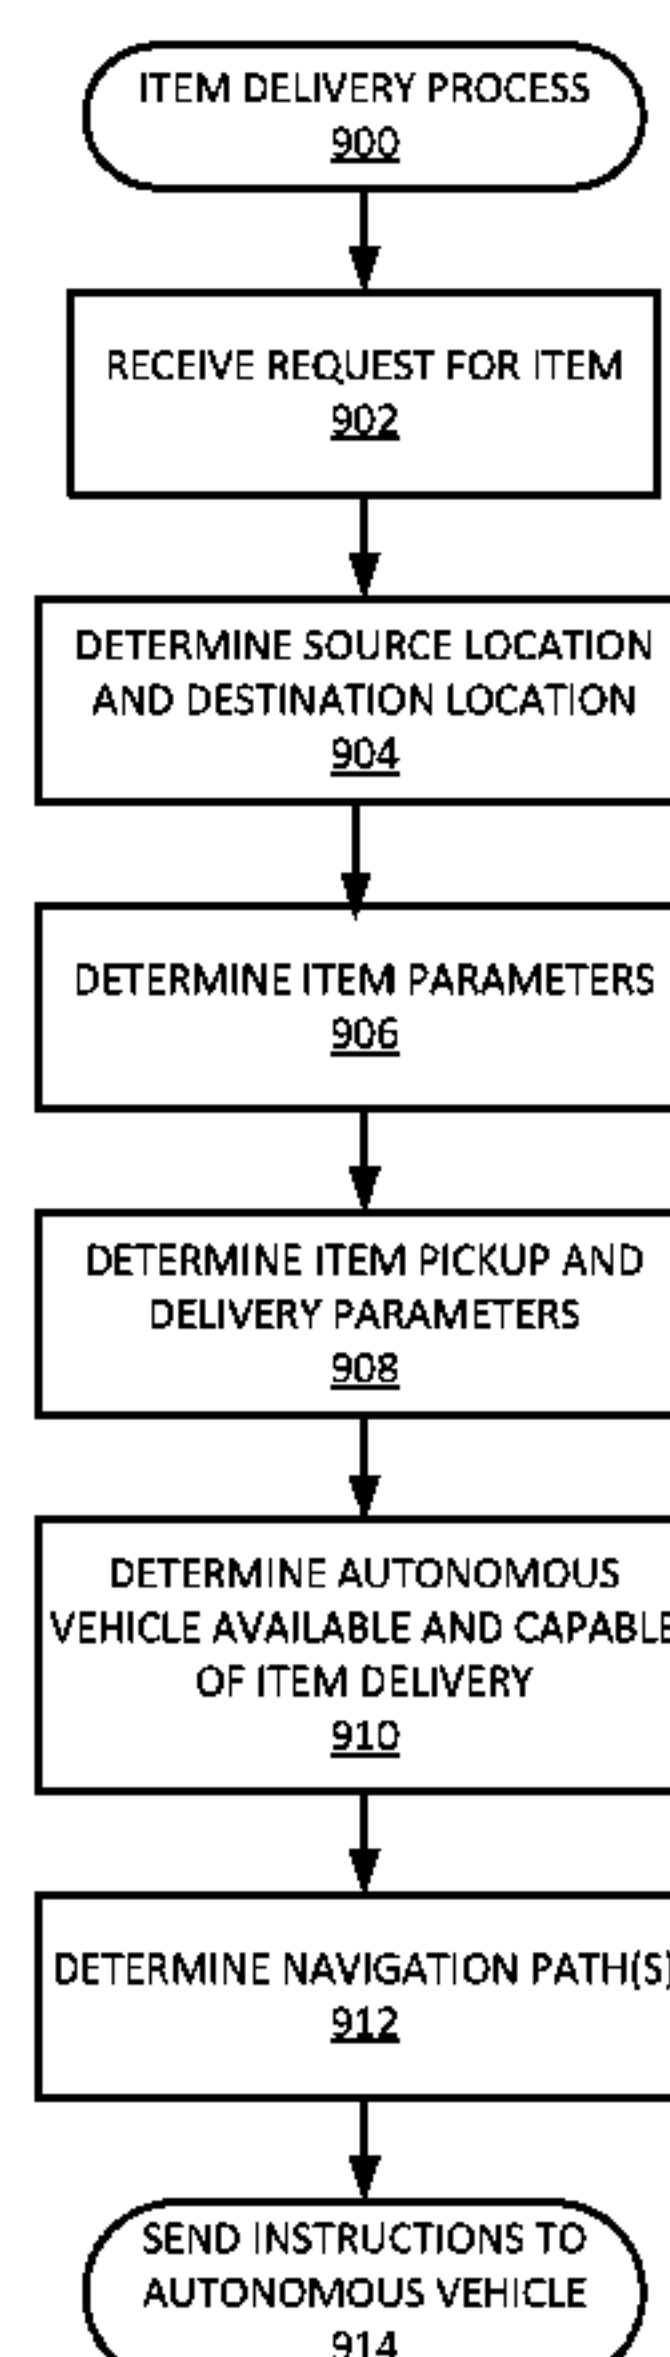 ITEM DELIVERY PROCESS
900
RECEIVE REQUEST FOR ITEM
902
DETERMINE SOURCE LOCATION
AND DESTINATION LOCATION
904
DETERMINE ITEM PARAMETERS
906
DETERMINE ITEM PICKUP AND
DELIVERY PARAMETERS
908
DETERMINE AUTONOMOUS
VEHICLE AVAILABLE AND CAPABLE
OF ITEM DELIVERY
910
DETERMINE NAVIGATION PATH(S)
912
SEND INSTRUCTIONS TO
AUTONOMOUS VEHICLE
914